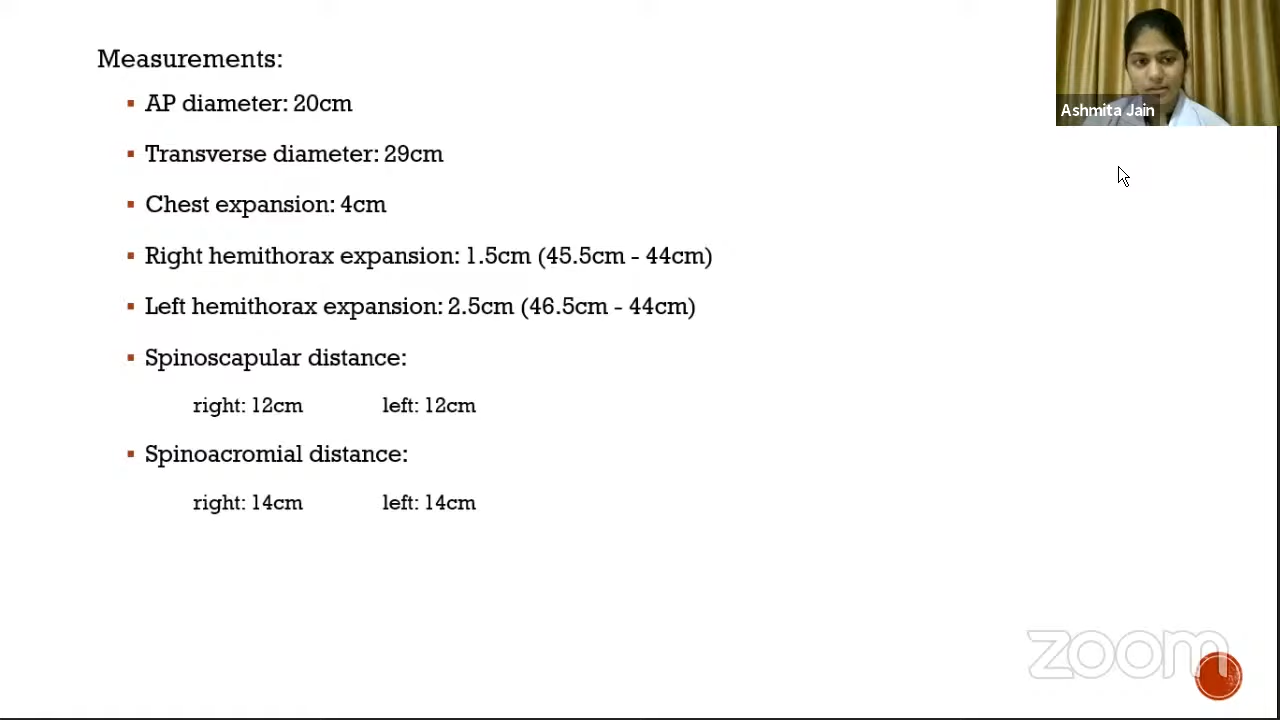 Measurements:
▪ AP diameter: 20cm
▪ Transverse diameter: 29cm
▪ Chest expansion: 4cm
▪ Right hemithorax expansion: 1.5cm (45.5cm - 44cm)
▪ Left hemithorax expansion: 2.5cm (46.5cm - 44cm)
▪ Spinoscapular distance:
right: 12cm left: 12cm
▪ Spinoacromial distance:
right: 14cm left: 14cm
Ashmita Jain
zoom